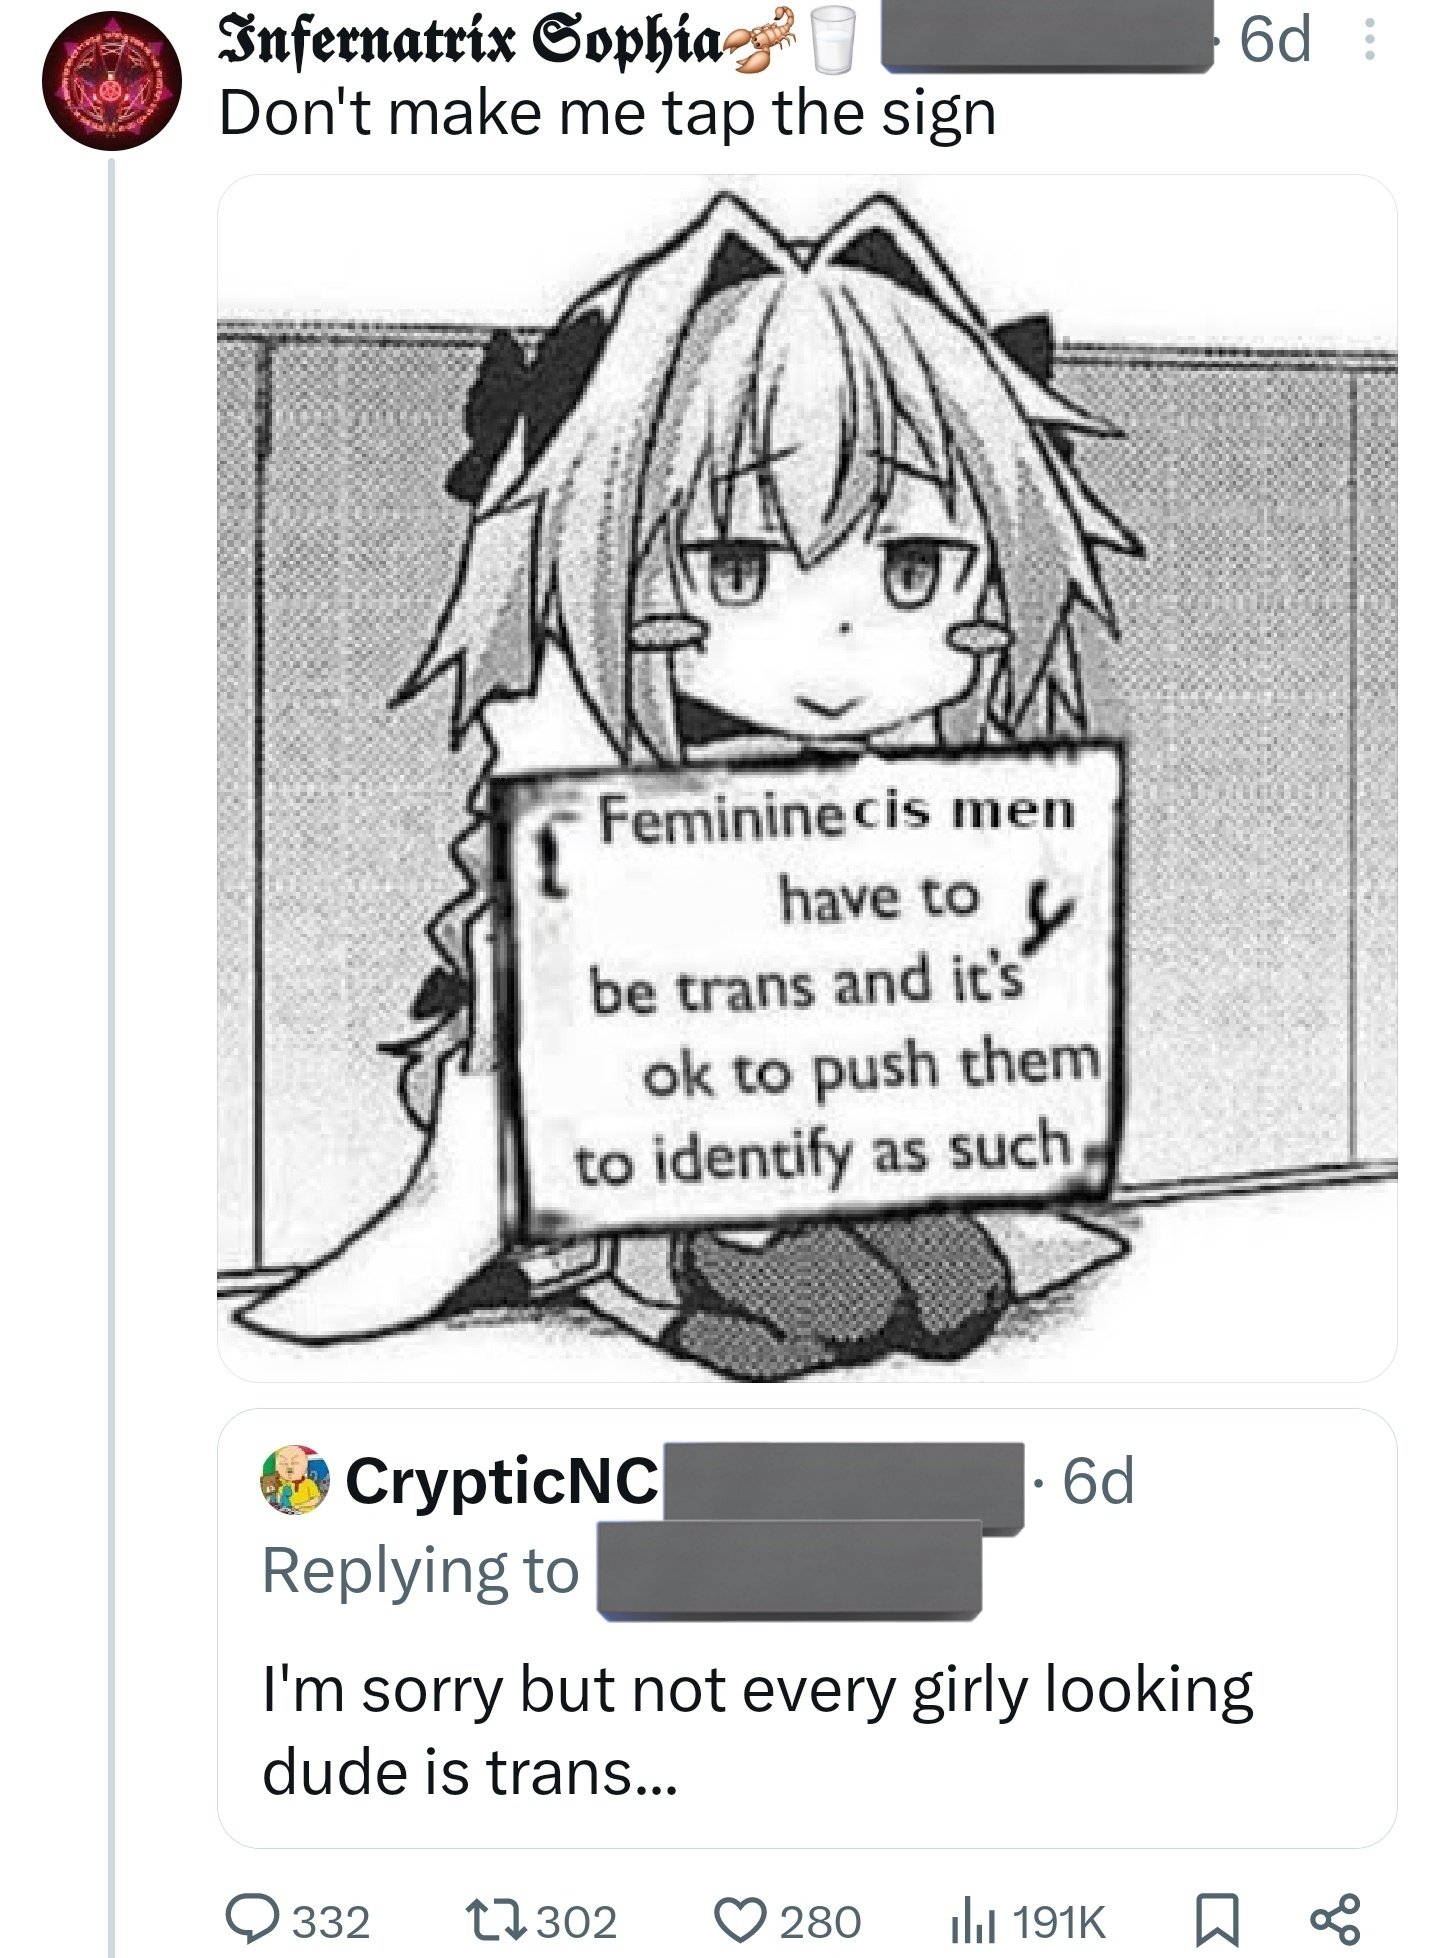 Infernatrix Sophia🦂🥛 · 6d
Don't make me tap the sign
Feminine cis men
have to
be trans and it's
ok to push them
to identify as such
CrypticNC · 6d
Replying to
I'm sorry but not every girly looking
dude is trans...
332 302 280 191K